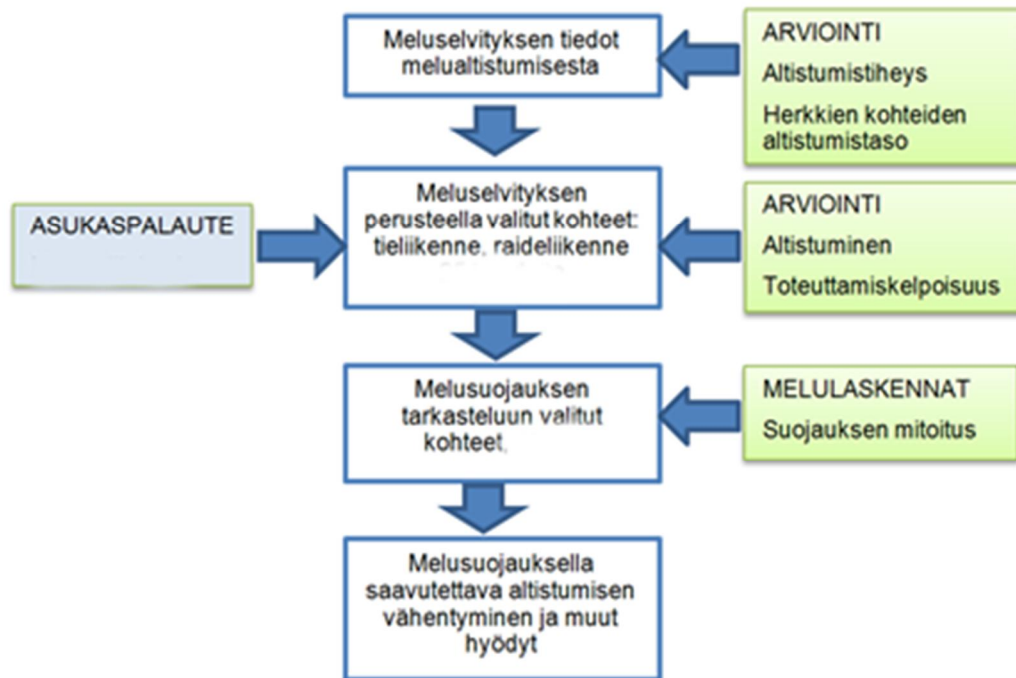 Meluselvityksen tiedot
melualtistumisesta
ARVIOINTI
Altistumistiheys
Herkkien kohteiden
altistumistaso
ASUKASPALAUTE
Meluselvityksen
perusteella valitut kohteet:
tieliikenne, raideliikenne
ARVIOINTI
Altistuminen
Toteuttamiskelpoisuus
Melusuojauksen
tarkasteluun valitut
kohteet,
MELULASKENNAT
Suojauksen mitoitus
Melusuojauksella
saavutettava altistumisen
vähentyminen ja muut
hyödyt